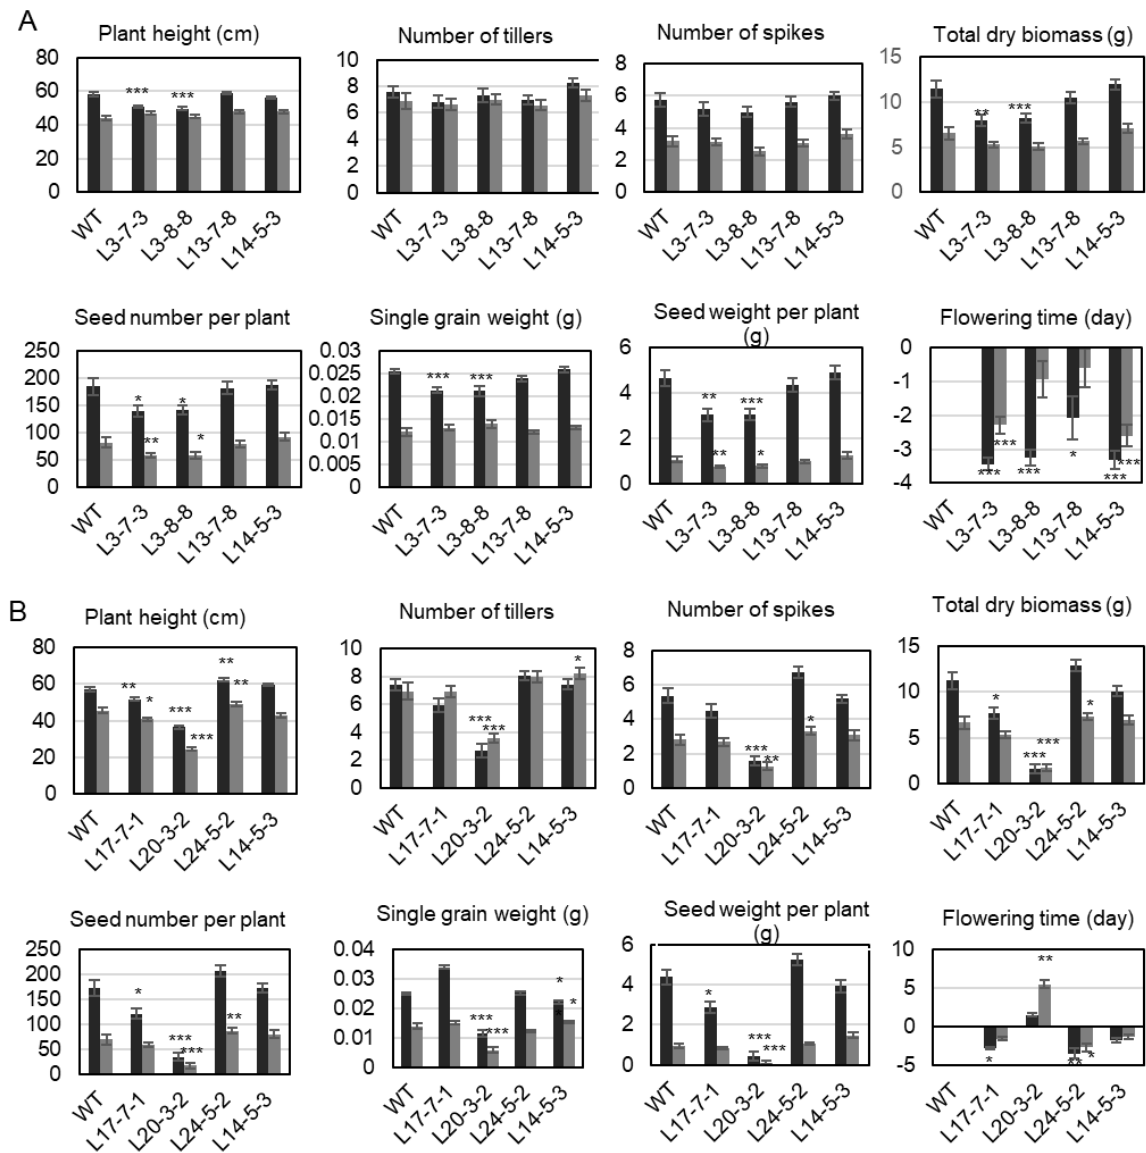 A
Plant height (cm)
80
60
40
20
0
*** ***
WT L3-7-3 L3-8-8 L13-7-8 L14-5-3
Number of tillers
10
8
6
4
2
0
WT L3-7-3 L3-8-8 L13-7-8 L14-5-3
Number of spikes
8
6
4
2
0
WT L3-7-3 L3-8-8 L13-7-8 L14-5-3
Total dry biomass (g)
15
10
5
0
** ***
WT L3-7-3 L3-8-8 L13-7-8 L14-5-3
Seed number per plant
250
200
150
100
50
0
* *
** *
WT L3-7-3 L3-8-8 L13-7-8 L14-5-3
Single grain weight (g)
0.03
0.025
0.02
0.015
0.01
0.005
0
*** ***
WT L3-7-3 L3-8-8 L13-7-8 L14-5-3
Seed weight per plant
(g)
6
4
2
0
** ***
** *
WT L3-7-3 L3-8-8 L13-7-8 L14-5-3
Flowering time (day)
0
-1
-2
-3
-4
*** *** *** * *** ***
WT L3-7-3 L3-8-8 L13-7-8 L14-5-3
B
Plant height (cm)
80
60
40
20
0
** * *** *** ** **
WT L17-7-1 L20-3-2 L24-5-2 L14-5-3
Number of tillers
10
8
6
4
2
0
*** *** *
WT L17-7-1 L20-3-2 L24-5-2 L14-5-3
Number of spikes
8
6
4
2
0
*** ** *
WT L17-7-1 L20-3-2 L24-5-2 L14-5-3
Total dry biomass (g)
15
10
5
0
* *** *** *
WT L17-7-1 L20-3-2 L24-5-2 L14-5-3
Seed number per plant
250
200
150
100
50
0
* *** *** **
WT L17-7-1 L20-3-2 L24-5-2 L14-5-3
Single grain weight (g)
0.04
0.03
0.02
0.01
0
*** *** * *
WT L17-7-1 L20-3-2 L24-5-2 L14-5-3
Seed weight per plant
(g)
6
4
2
0
* *** ***
WT L17-7-1 L20-3-2 L24-5-2 L14-5-3
Flowering time (day)
10
5
0
-5
* ** ** *
WT L17-7-1 L20-3-2 L24-5-2 L14-5-3